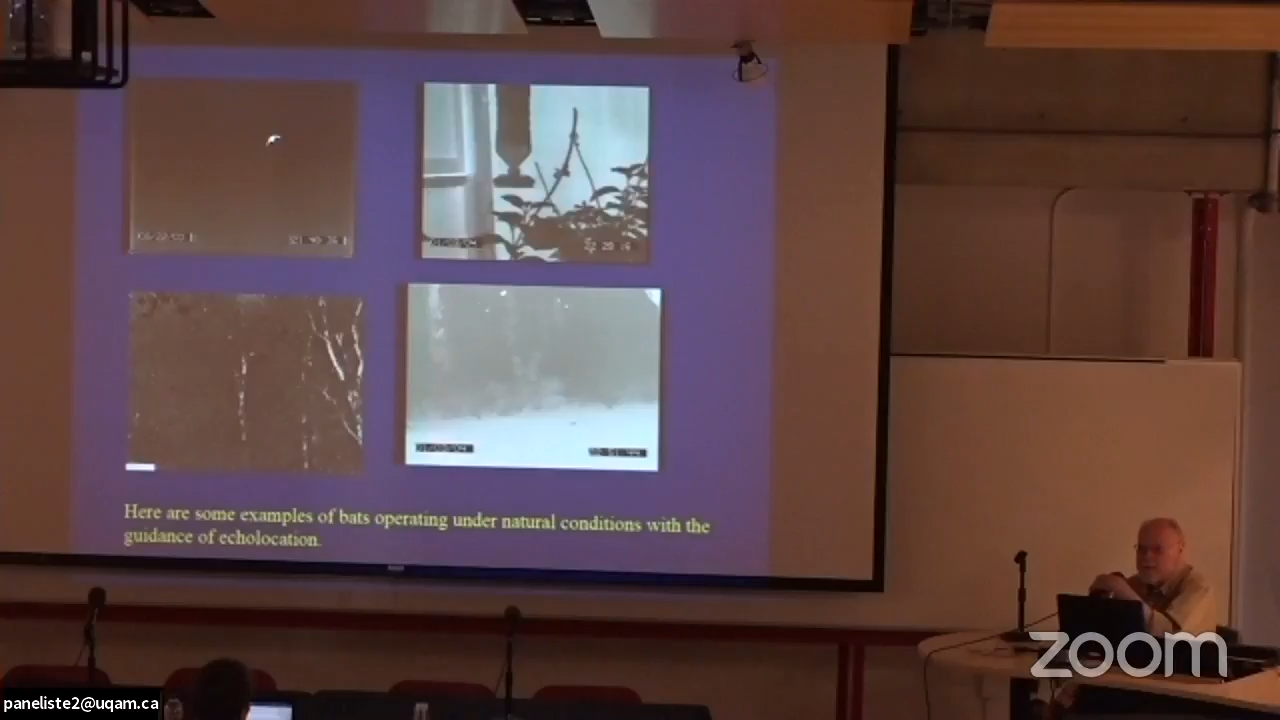 Here are some examples of bats operating under natural conditions with the
guidance of echolocation.
zoom
paneliste2@uqam.ca